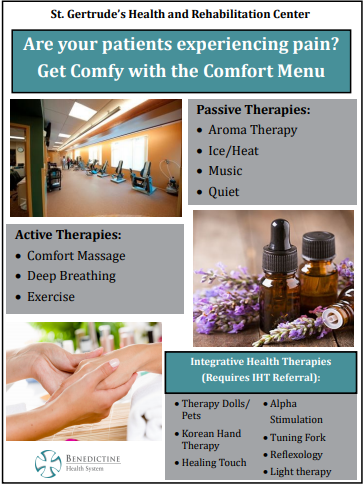 St. Gertrude's Health and Rehabilitation Center
Are your patients experiencing pain?
Get Comfy with the Comfort Menu
Passive Therapies:
• Aroma Therapy
• Ice/Heat
• Music
• Quiet
Active Therapies:
• Comfort Massage
• Deep Breathing
• Exercise
Integrative Health Therapies
(Requires IHT Referral):
• Therapy Dolls/
Pets
• Korean Hand
Therapy
• Healing Touch
• Alpha
Stimulation
• Tuning Fork
• Reflexology
• Light therapy
BENEDICTINE
Health System